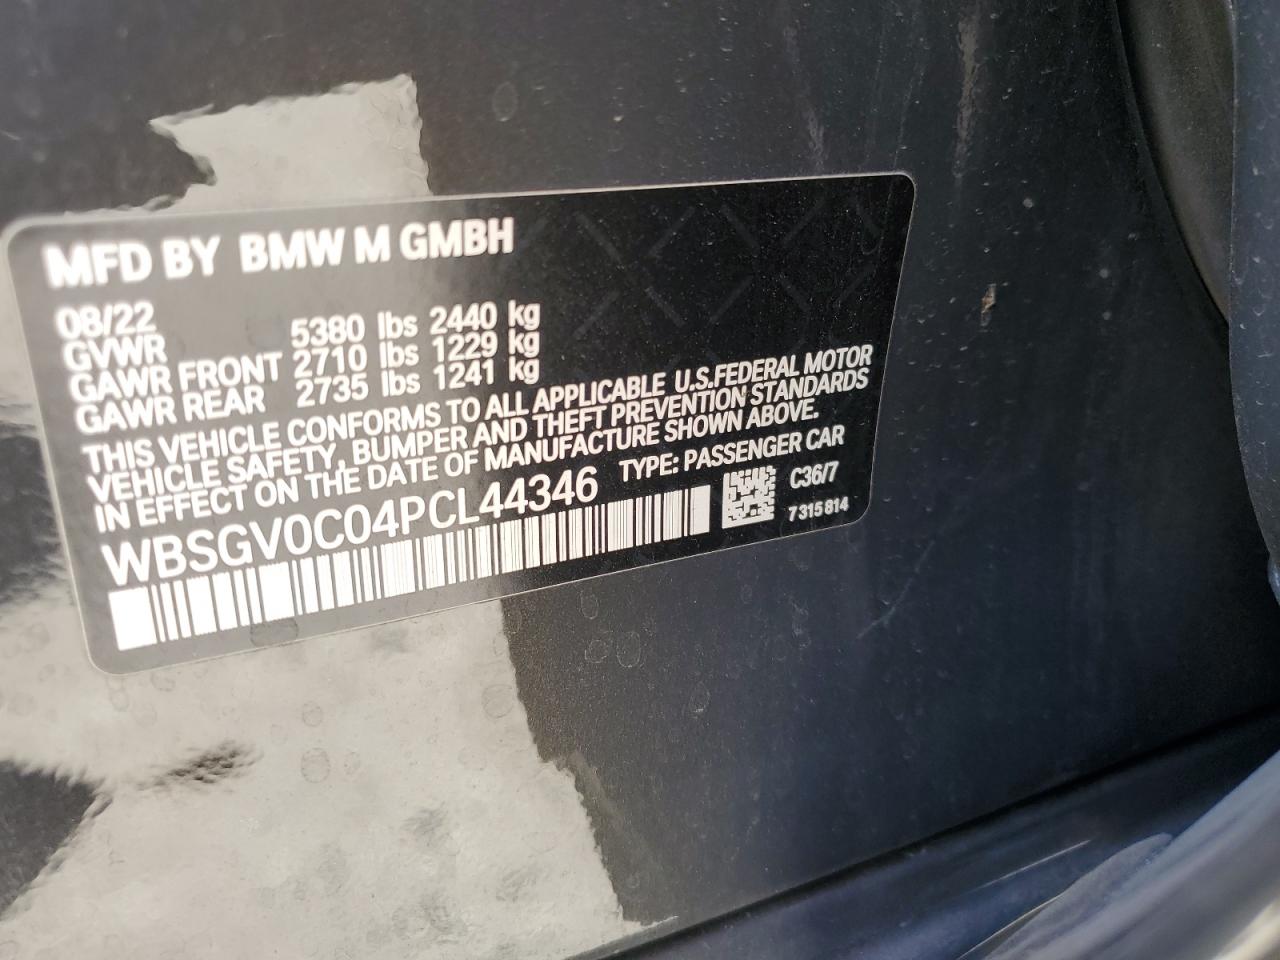 MFD BY BMW M GMBH
08/22
GVWR 5380 lbs 2440 kg
GAWR FRONT 2710 lbs 1229 kg
GAWR REAR 2735 lbs 1241 kg
THIS VEHICLE CONFORMS TO ALL APPLICABLE U.S.FEDERAL MOTOR
VEHICLE SAFETY, BUMPER AND THEFT PREVENTION STANDARDS
IN EFFECT ON THE DATE OF MANUFACTURE SHOWN ABOVE.
WBSGV0C04PCL44346 TYPE: PASSENGER CAR
C36/7
7 315 814